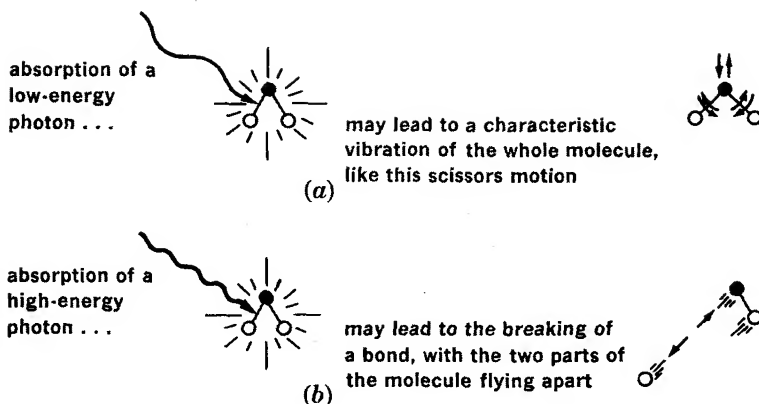 absorption of a
low-energy
photon . . .
may lead to a characteristic
vibration of the whole molecule,
like this scissors motion
(a)
absorption of a
high-energy
photon . . .
may lead to the breaking of
a bond, with the two parts of
the molecule flying apart
(b)